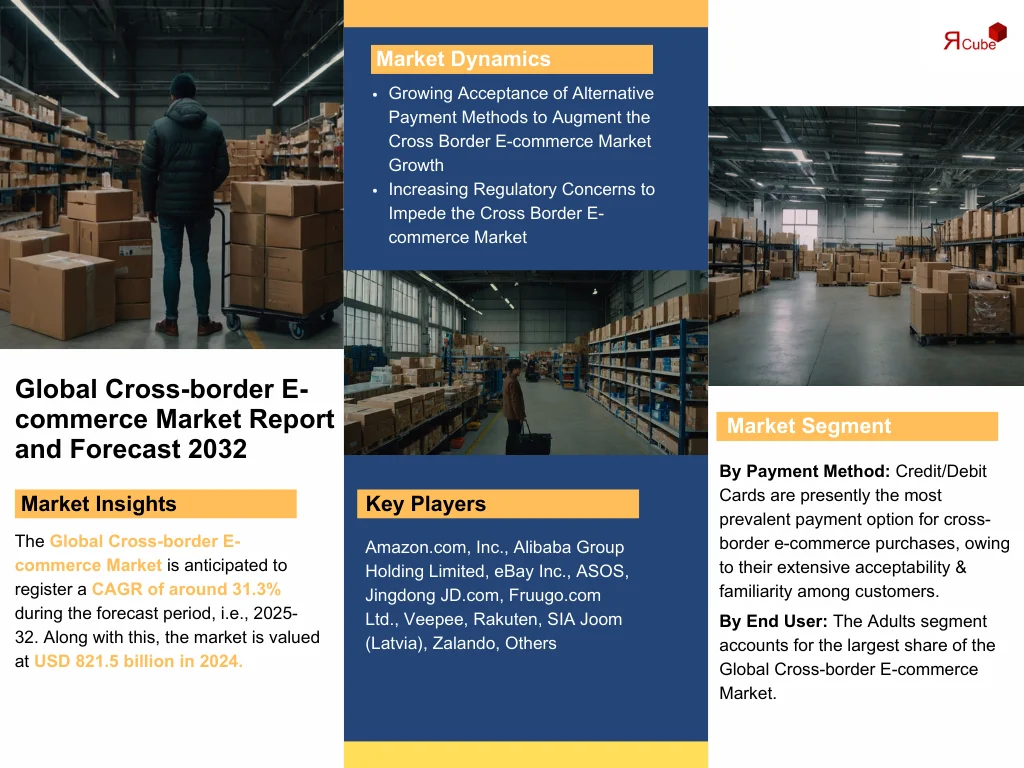 Global Cross-border E-
commerce Market Report
and Forecast 2032
Market Insights
The Global Cross-border E-
commerce Market is anticipated to
register a CAGR of around 31.3%
during the forecast period, i.e., 2025-
32. Along with this, the market is valued
at USD 821.5 billion in 2024.
Market Dynamics
• Growing Acceptance of Alternative
Payment Methods to Augment the
Cross Border E-commerce Market
Growth
• Increasing Regulatory Concerns to
Impede the Cross Border E-
commerce Market
Key Players
Amazon.com, Inc., Alibaba Group
Holding Limited, eBay Inc., ASOS,
Jingdong JD.com, Fruugo.com
Ltd., Veepee, Rakuten, SIA Joom
(Latvia), Zalando, Others
ЯCube
Market Segment
By Payment Method: Credit/Debit
Cards are presently the most
prevalent payment option for cross-
border e-commerce purchases, owing
to their extensive acceptability &
familiarity among customers.
By End User: The Adults segment
accounts for the largest share of the
Global Cross-border E-commerce
Market.